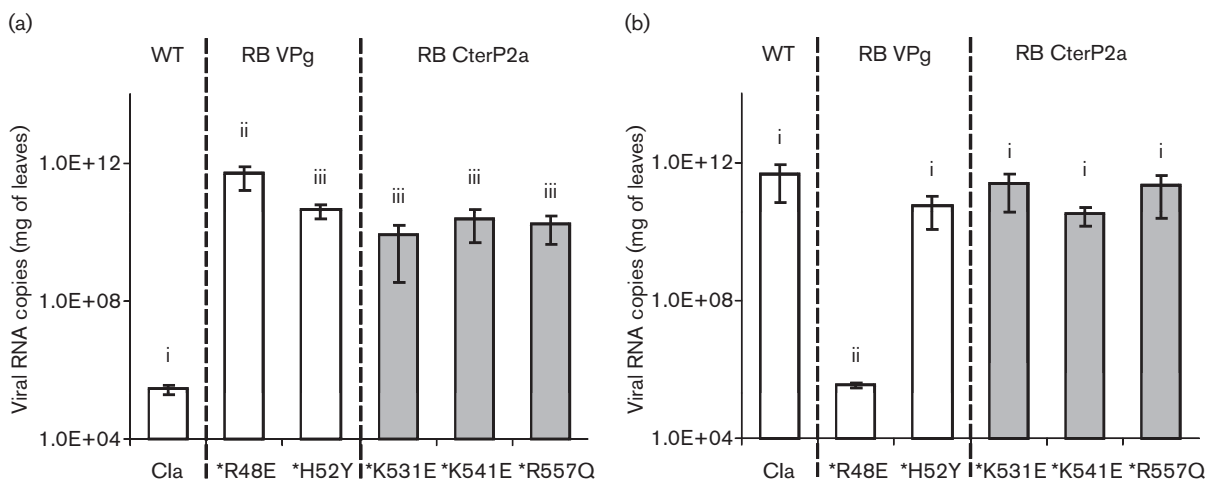 (a)
WT RB VPg RB CterP2a
Viral RNA copies (mg of leaves)
1.0E+12
1.0E+08
1.0E+04
i ii iii iii iii iii
Cla *R48E *H52Y *K531E *K541E *R557Q
(b)
WT RB VPg RB CterP2a
Viral RNA copies (mg of leaves)
1.0E+12
1.0E+08
1.0E+04
i ii i i i i
Cla *R48E *H52Y *K531E *K541E *R557Q